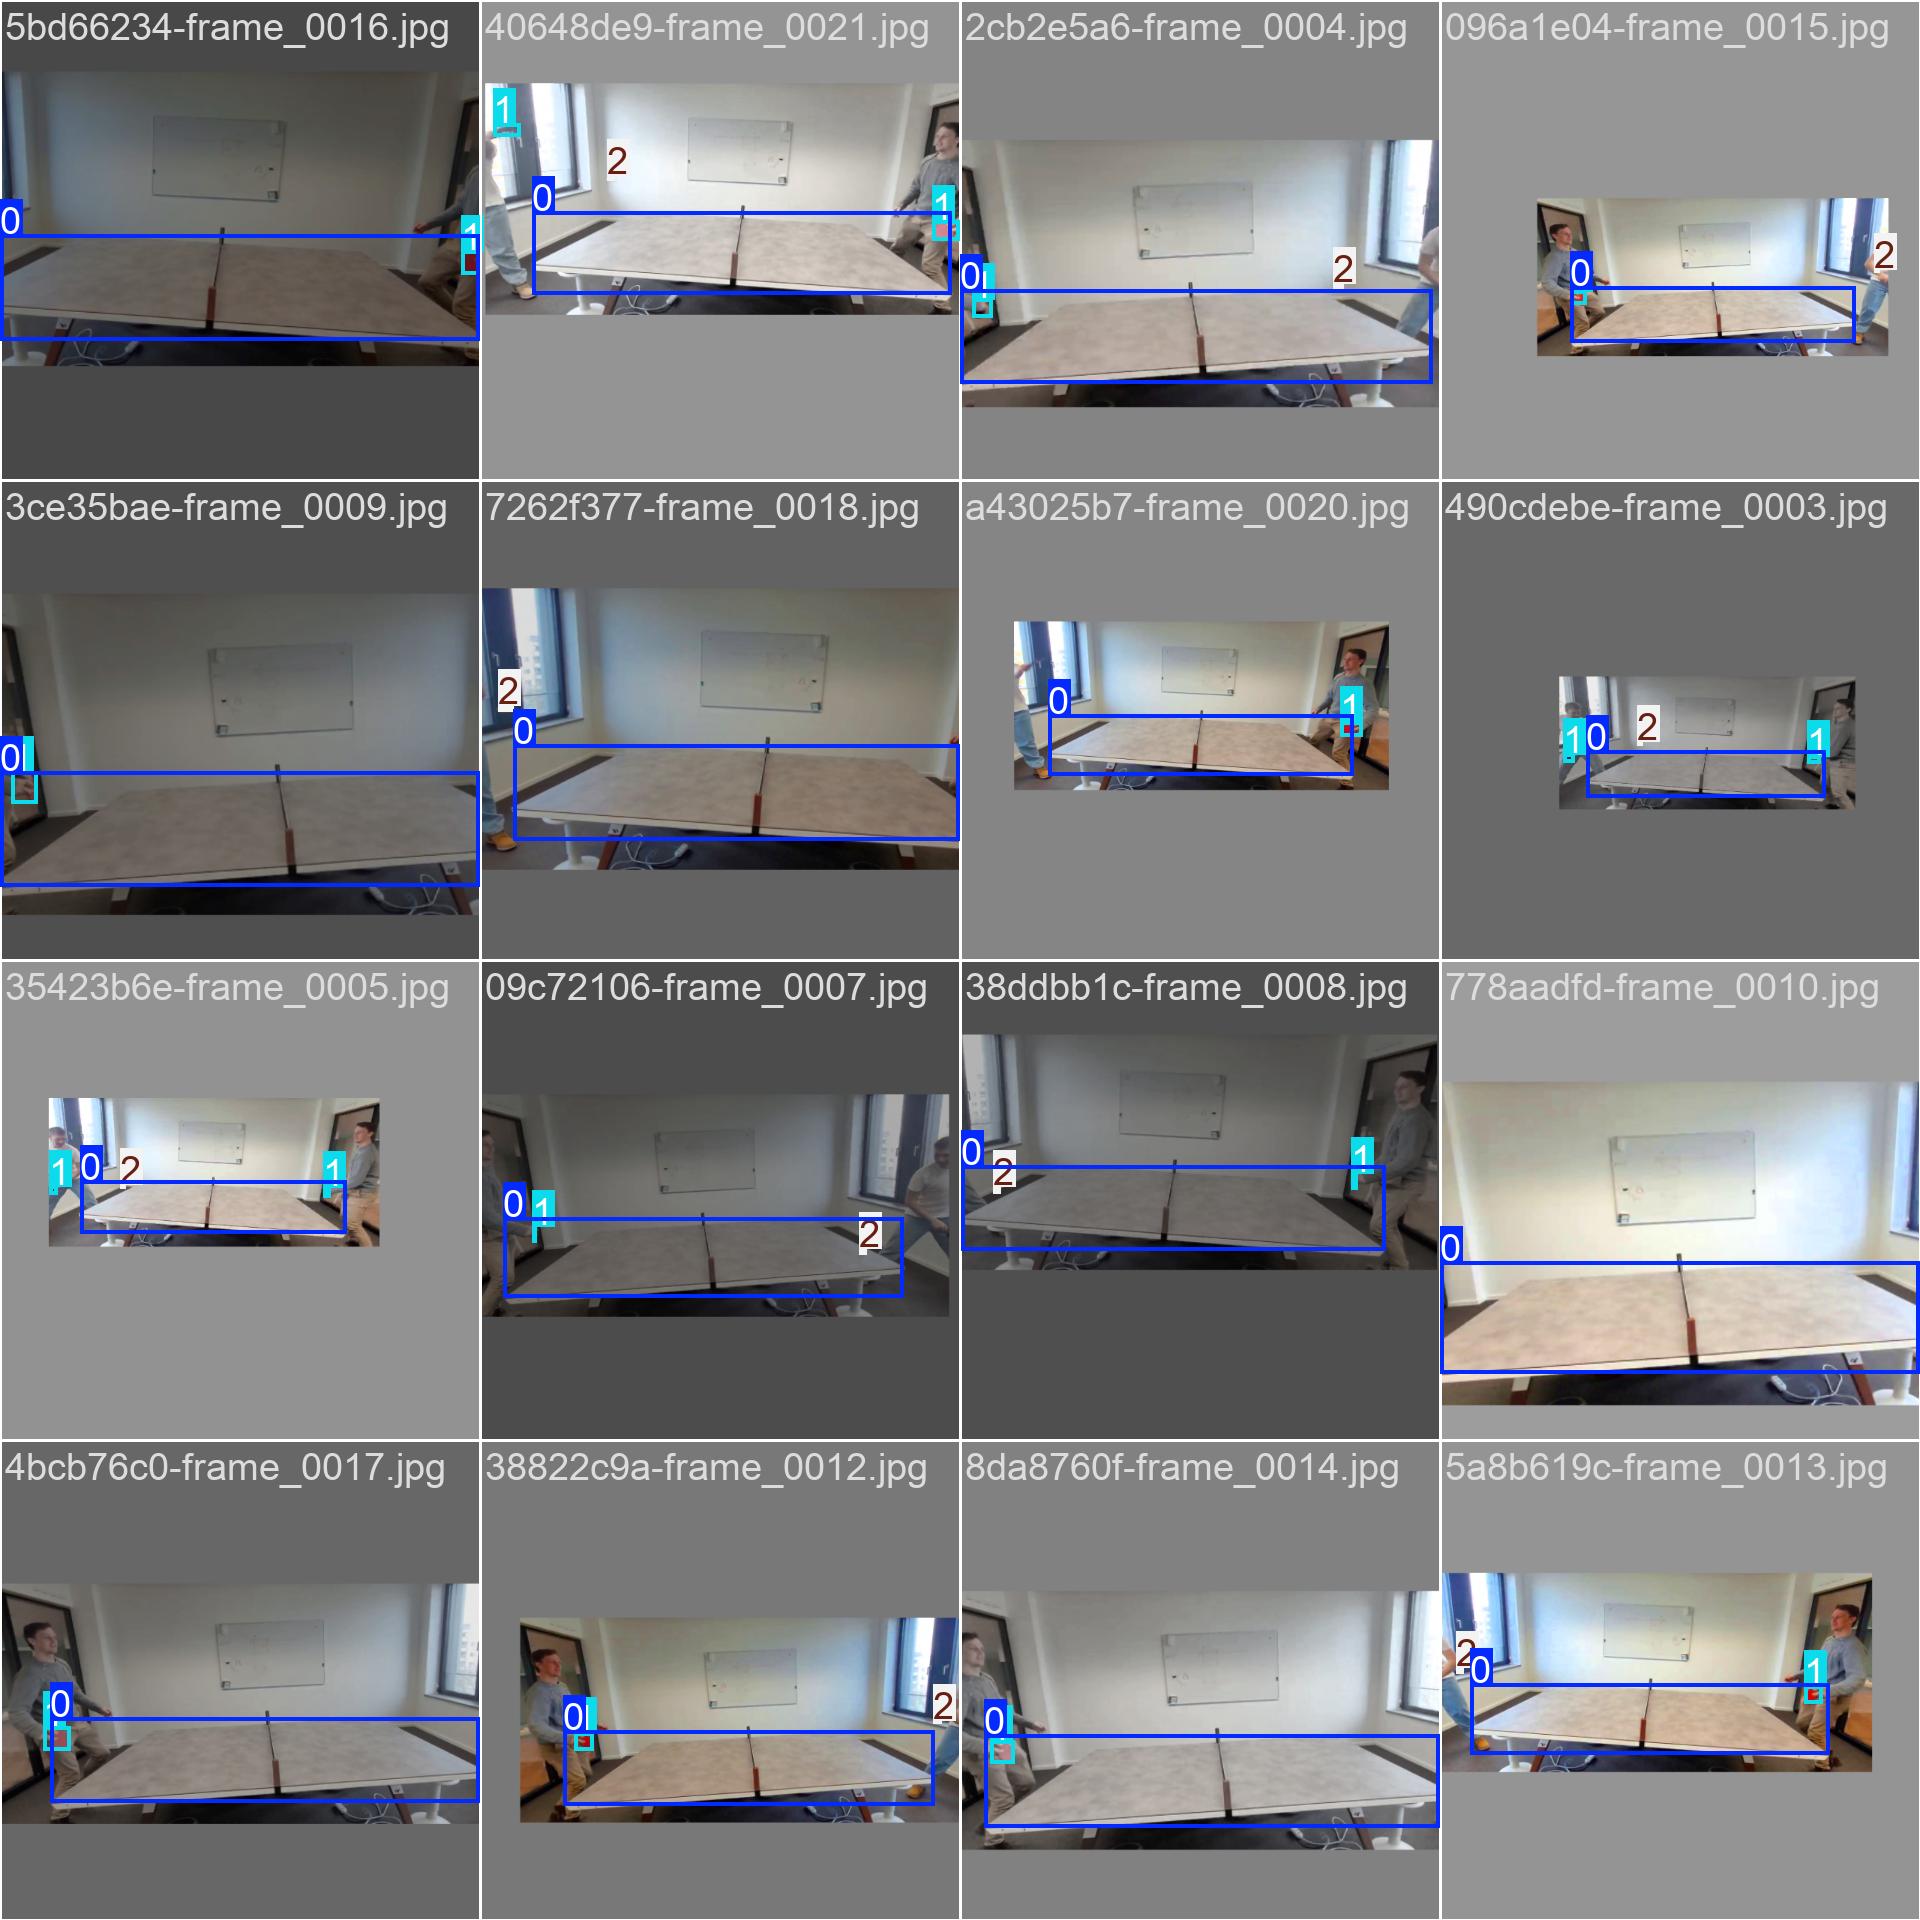 5bd66234-frame_0016.jpg
0
1
40648de9-frame_0021.jpg
1
2
0
1
2cb2e5a6-frame_0004.jpg
2
0
096a1e04-frame_0015.jpg
2
0
3ce35bae-frame_0009.jpg
0
7262f377-frame_0018.jpg
2
0
a43025b7-frame_0020.jpg
0
1
490cdebe-frame_0003.jpg
2
1
0
1
35423b6e-frame_0005.jpg
1
0
2
1
09c72106-frame_0007.jpg
0
1
2
38ddbb1c-frame_0008.jpg
0
2
1
778aadfd-frame_0010.jpg
0
4bcb76c0-frame_0017.jpg
0
38822c9a-frame_0012.jpg
0
2
8da8760f-frame_0014.jpg
0
5a8b619c-frame_0013.jpg
2
0
1